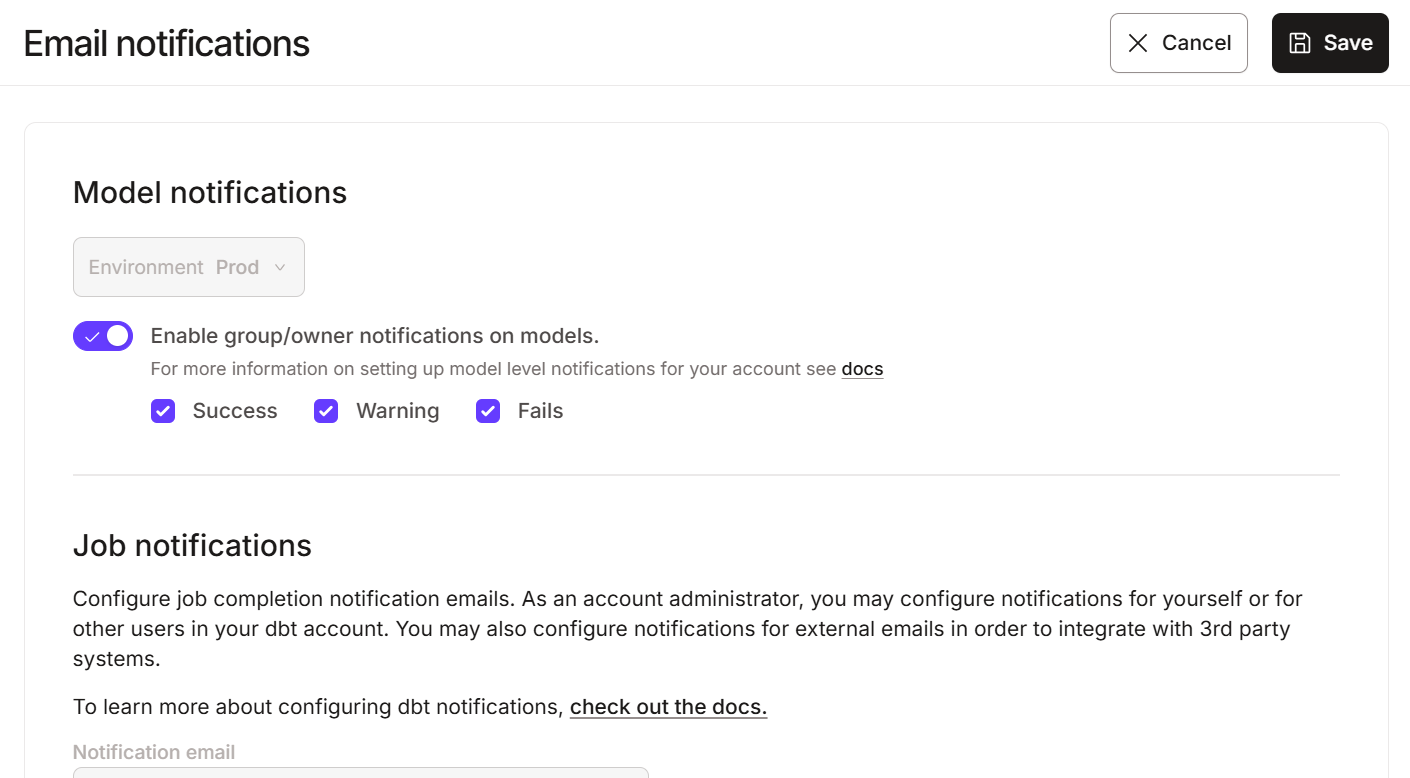 Email notifications
Cancel
Save
Model notifications
Environment Prod
Enable group/owner notifications on models.
For more information on setting up model level notifications for your account see docs
Success
Warning
Fails
Job notifications
Configure job completion notification emails. As an account administrator, you may configure notifications for yourself or for
other users in your dbt account. You may also configure notifications for external emails in order to integrate with 3rd party
systems.
To learn more about configuring dbt notifications, check out the docs.
Notification email